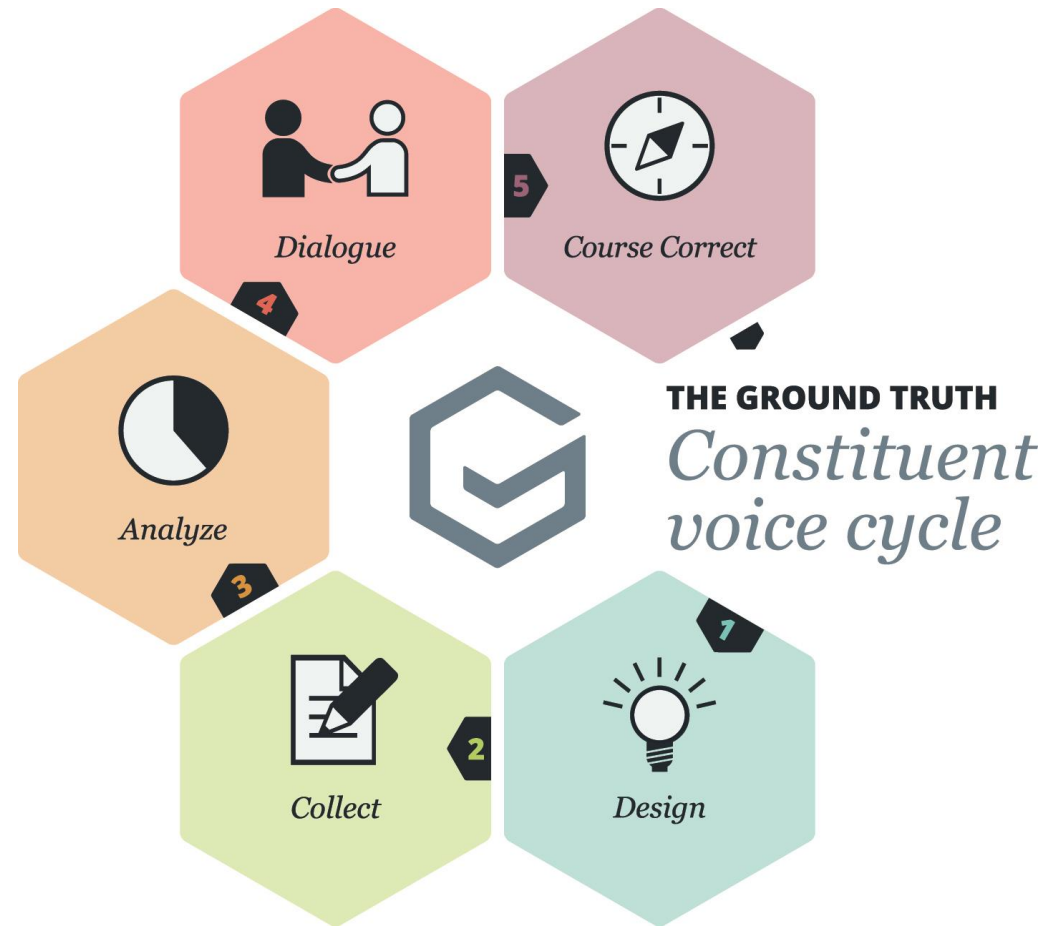 Dialogue
4
5
Course Correct
THE GROUND TRUTH
Constituent
voice cycle
Analyze
3
Collect
2
1
Design